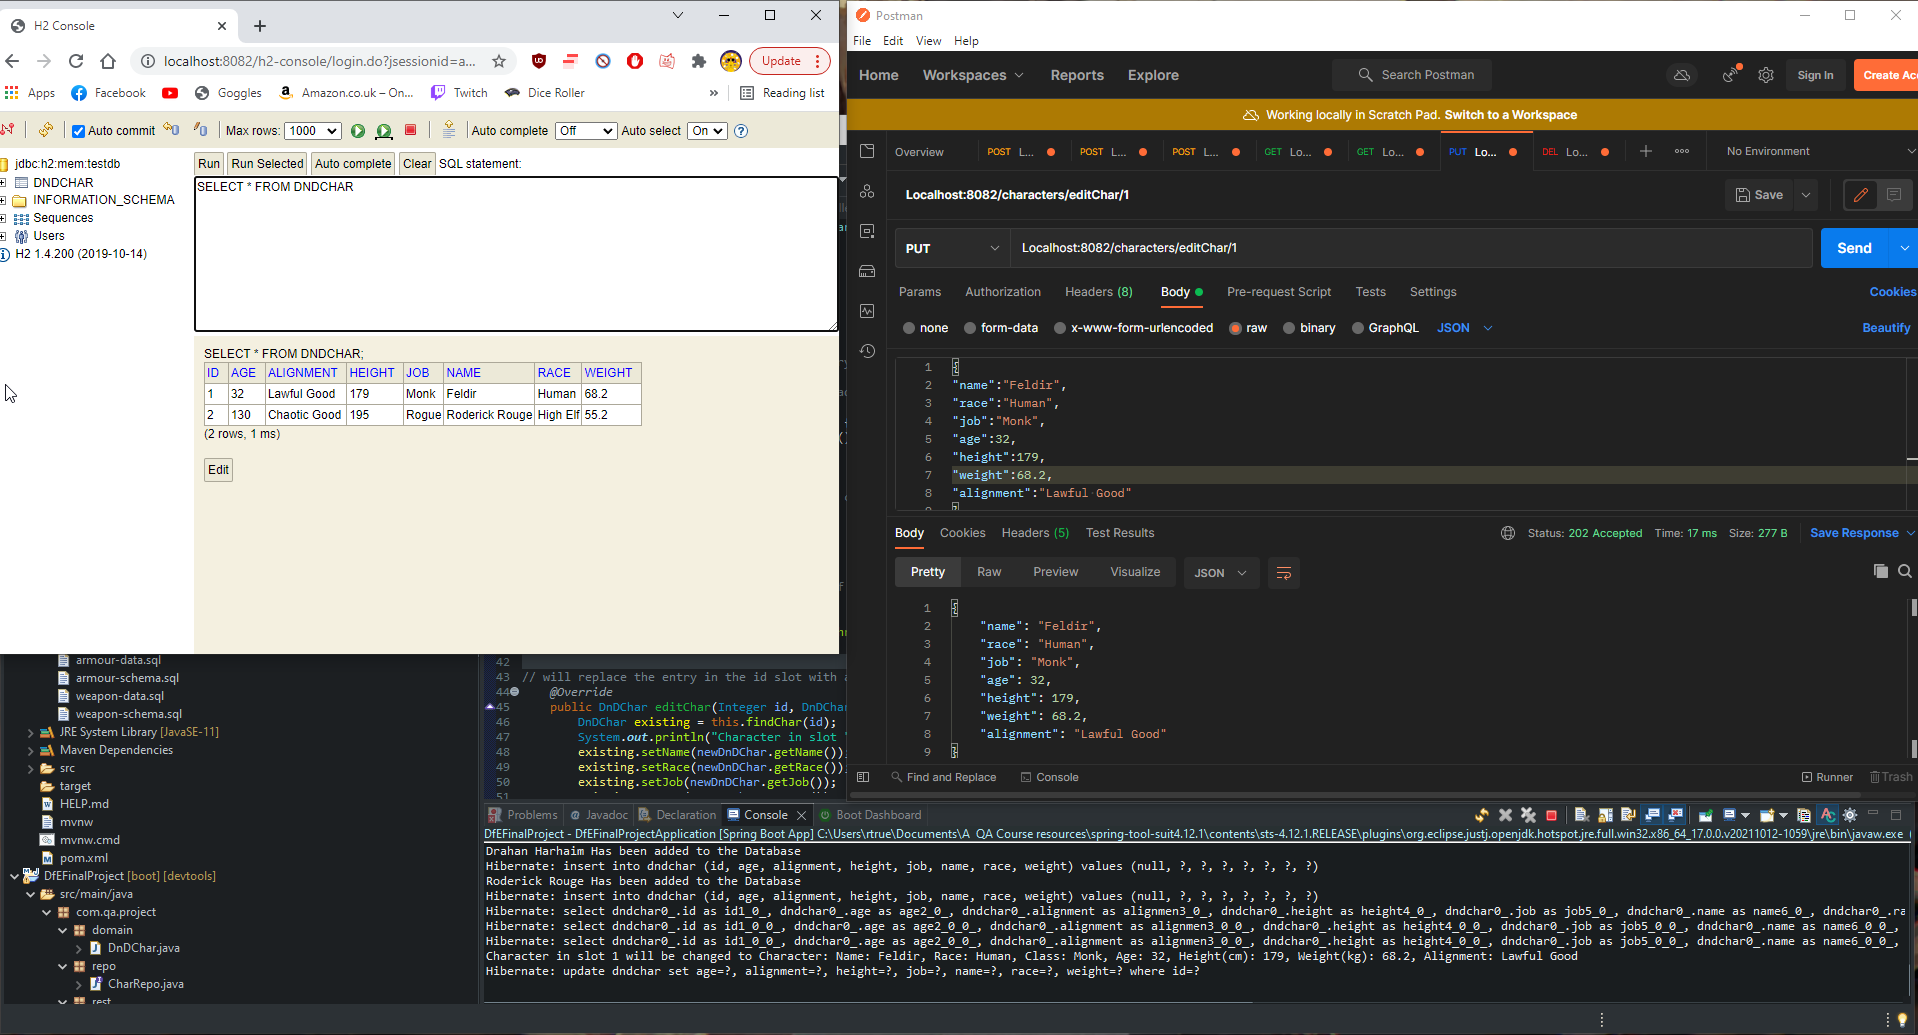 H2 Console
localhost:8082/h2-console/login.do?jsessionid=a...
Update
Apps
Facebook
Goggles
Amazon.co.uk – On...
Twitch
Dice Roller
»
Reading list
Auto commit
Max rows:
1000
Auto complete
Off
Auto select
On
jdbc:h2:mem:testdb
DNDCHAR
INFORMATION_SCHEMA
Sequences
Users
H2 1.4.200 (2019-10-14)
Run
Run Selected
Auto complete
Clear
SQL statement:
SELECT * FROM DNDCHAR
SELECT * FROM DNDCHAR;
ID AGE ALIGNMENT HEIGHT JOB NAME RACE WEIGHT
1 32 Lawful Good 179 Monk Feldir Human 68.2
2 130 Chaotic Good 195 Rogue Roderick Rouge High Elf 55.2
(2 rows, 1 ms)
Edit
Postman
File Edit View Help
Home Workspaces Reports Explore
Search Postman
Sign In
Create Acc
Working locally in Scratch Pad. Switch to a Workspace
Overview
POST L...
POST L...
POST L...
GET Lo...
GET Lo...
PUT Lo...
DEL Lo...
No Environment
Localhost:8082/characters/editChar/1
Save
PUT
Localhost:8082/characters/editChar/1
Send
Params Authorization Headers (8) Body Pre-request Script Tests Settings
Cookies
none form-data x-www-form-urlencoded raw binary GraphQL JSON
Beautify
1 {
2 "name":"Feldir",
3 "race":"Human",
4 "job":"Monk",
5 "age":32,
6 "height":179,
7 "weight":68.2,
8 "alignment":"Lawful Good"
Body Cookies Headers (5) Test Results
Status: 202 Accepted Time: 17 ms Size: 277 B
Save Response
Pretty Raw Preview Visualize JSON
1 {
2 "name": "Feldir",
3 "race": "Human",
4 "job": "Monk",
5 "age": 32,
6 "height": 179,
7 "weight": 68.2,
8 "alignment": "Lawful Good"
9 }
Find and Replace
Console
Runner
Trash
armour-data.sql
armour-schema.sql
weapon-data.sql
weapon-schema.sql
JRE System Library [JavaSE-11]
Maven Dependencies
src
target
HELP.md
mvnw
mvnw.cmd
pom.xml
DfEFinalProject [boot] [devtools]
src/main/java
com.qa.project
domain
DnDChar.java
repo
CharRepo.java
rest
42
43 // will replace the entry in the id slot with a
44 @Override
45 public DnDChar editChar(Integer id, DnDChar
46 DnDChar existing = this.findChar(id);
47 System.out.println("Character in slot "
48 existing.setName(newDnDChar.getName());
49 existing.setRace(newDnDChar.getRace());
50 existing.setJob(newDnDChar.getJob());
51
Problems
Javadoc
Declaration
Console
Boot Dashboard
DfEFinalProject - DfEFinalProjectApplication [Spring Boot App] C:\Users\rtrue\Documents\A_QA Course resources\spring-tool-suit4.12.1\contents\sts-4.12.1.RELEASE\plugins\org.eclipse.justj.openjdk.hotspot.jre.full.win32.x86_64_17.0.0.v20211012-1059\jre\bin\javaw.exe (
Drahan Harhaim Has been added to the Database
Hibernate: insert into dndchar (id, age, alignment, height, job, name, race, weight) values (null, ?, ?, ?, ?, ?, ?, ?)
Roderick Rouge Has been added to the Database
Hibernate: insert into dndchar (id, age, alignment, height, job, name, race, weight) values (null, ?, ?, ?, ?, ?, ?, ?)
Hibernate: select dndchar0_.id as id1_0_, dndchar0_.age as age2_0_, dndchar0_.alignment as alignmen3_0_, dndchar0_.height as height4_0_, dndchar0_.job as job5_0_, dndchar0_.name as name6_0_, dndchar0_.ra
Hibernate: select dndchar0_.id as id1_0_0_, dndchar0_.age as age2_0_0_, dndchar0_.alignment as alignmen3_0_0_, dndchar0_.height as height4_0_0_, dndchar0_.job as job5_0_0_, dndchar0_.name as name6_0_0_,
Hibernate: select dndchar0_.id as id1_0_0_, dndchar0_.age as age2_0_0_, dndchar0_.alignment as alignmen3_0_0_, dndchar0_.height as height4_0_0_, dndchar0_.job as job5_0_0_, dndchar0_.name as name6_0_0_,
Character in slot 1 will be changed to Character: Name: Feldir, Race: Human, Class: Monk, Age: 32, Height(cm): 179, Weight(kg): 68.2, Alignment: Lawful Good
Hibernate: update dndchar set age=?, alignment=?, height=?, job=?, name=?, race=?, weight=? where id=?